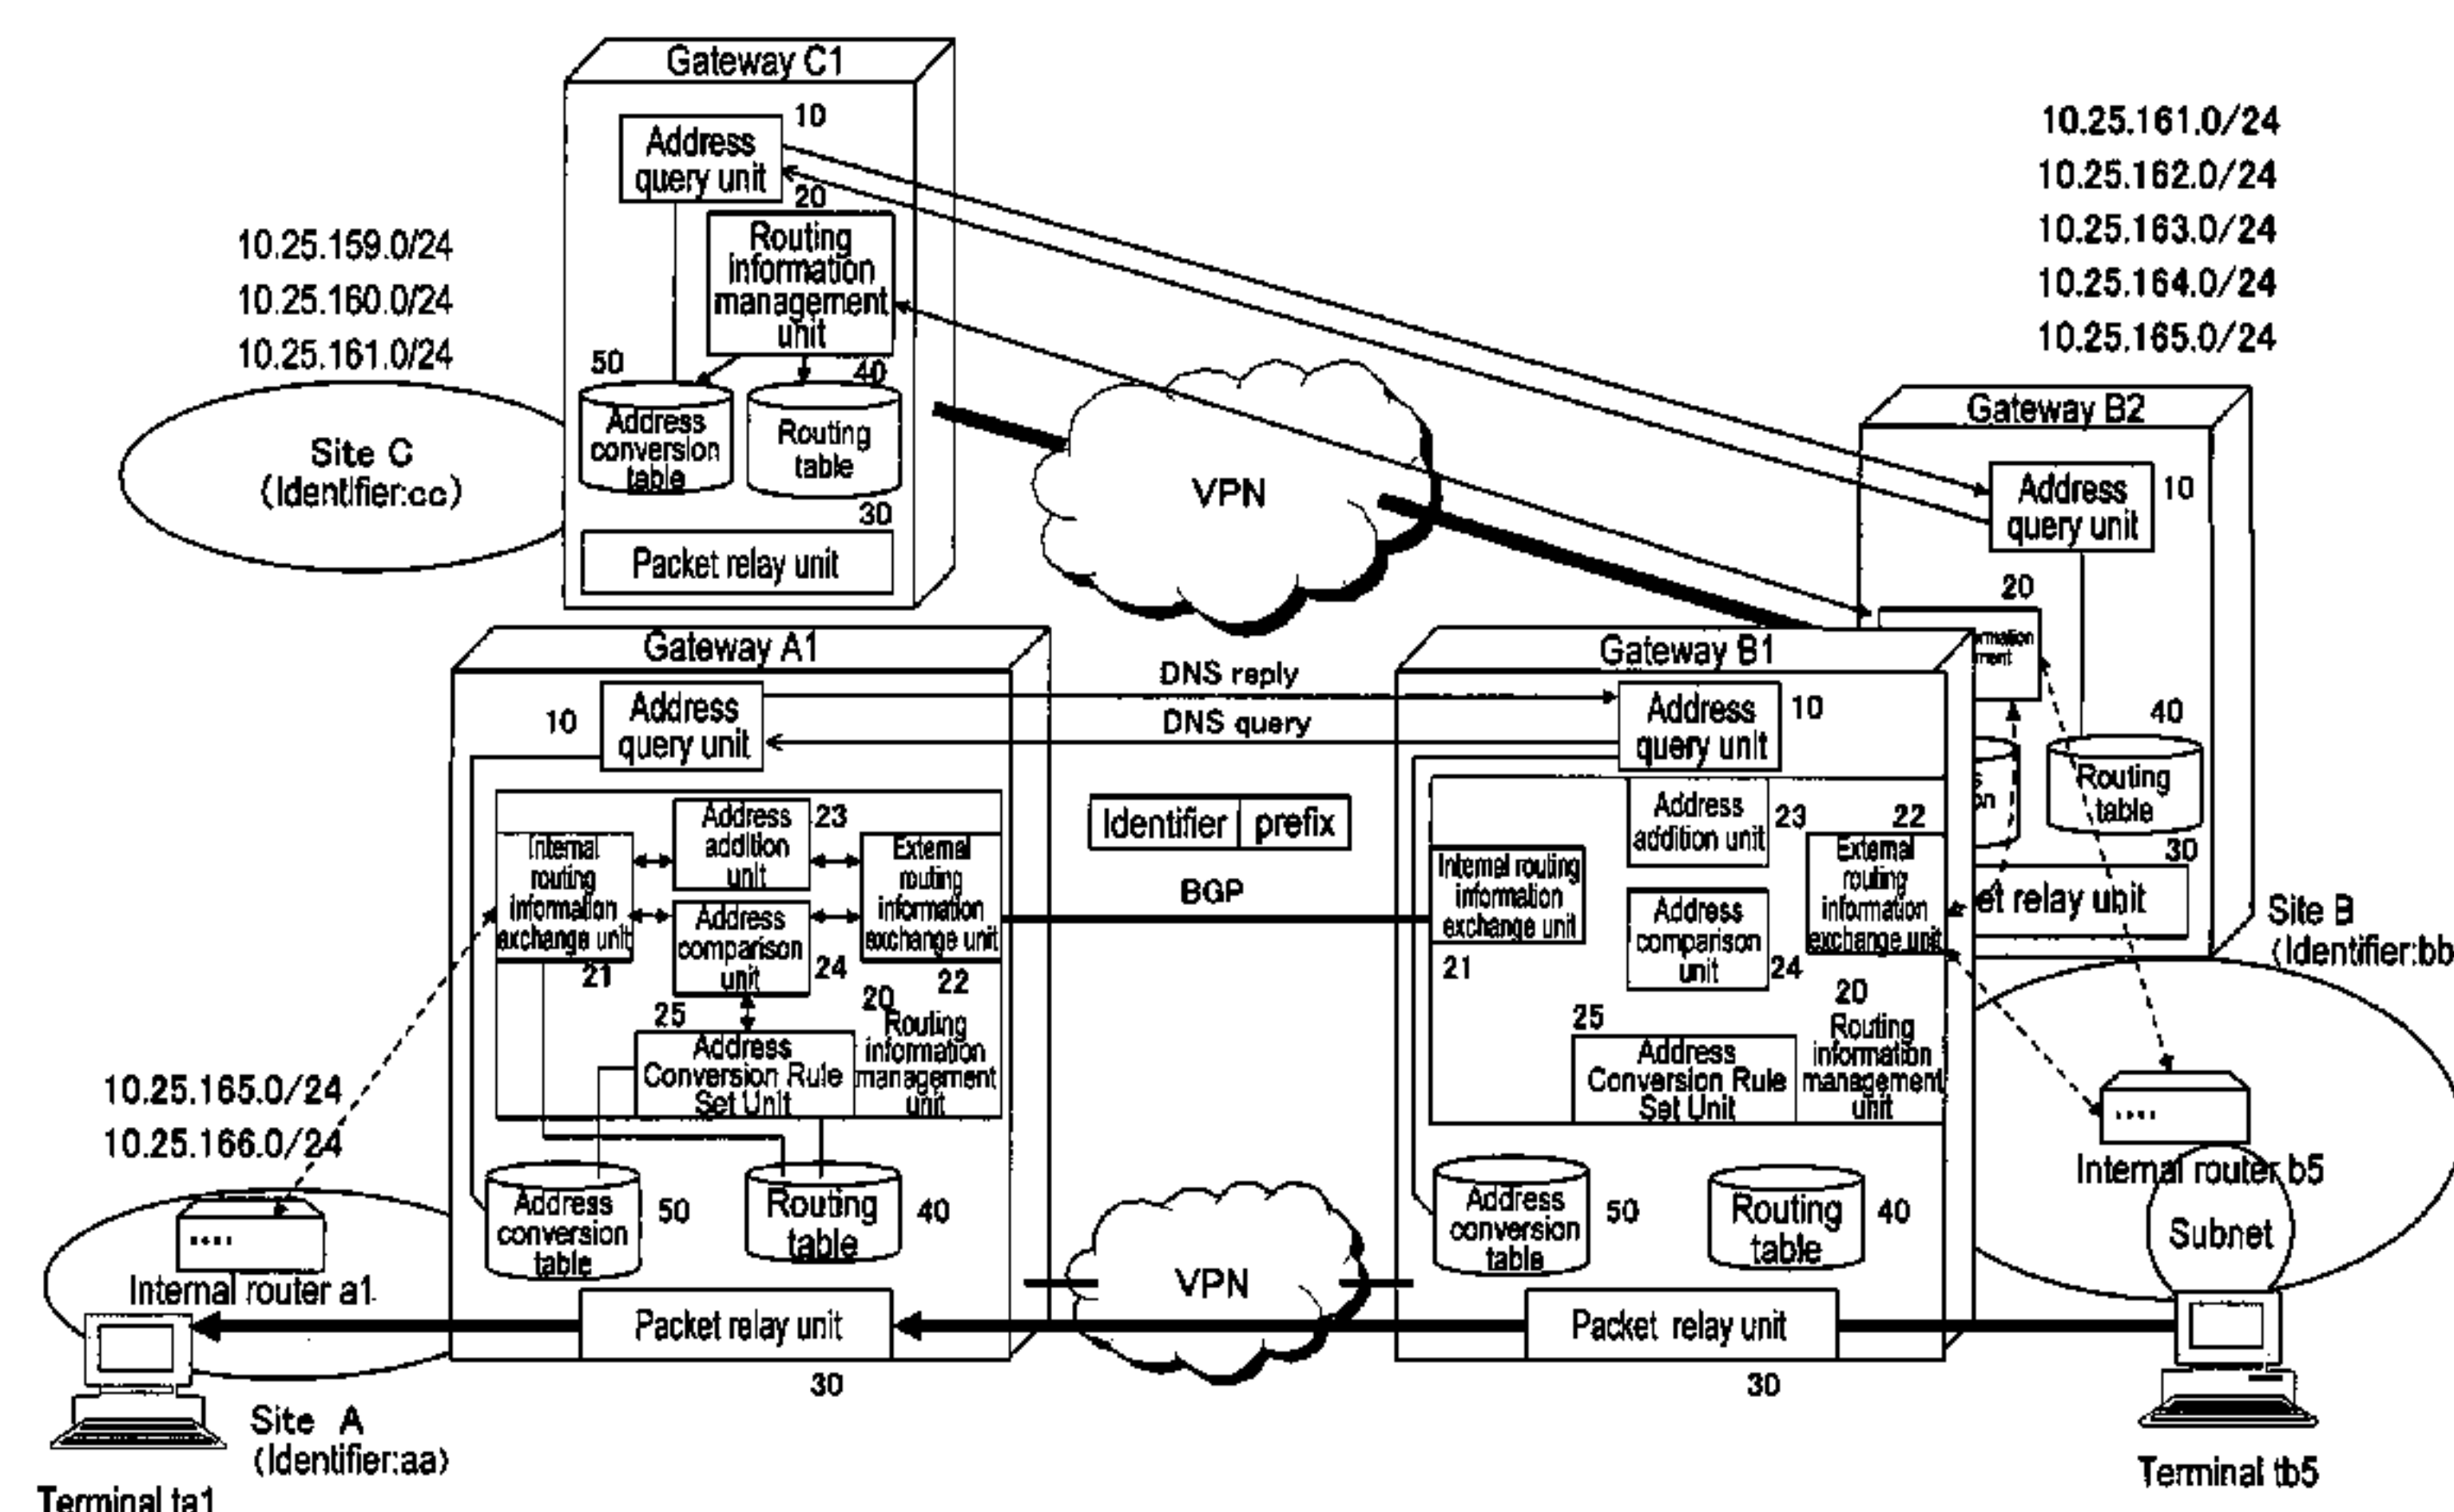 Gateway C1
10
Address
query unit
20
Routing
information
management
unit
50
40
Address
conversion
table
Routing
table
30
Packet relay unit
10.25.159.0/24
10.25.160.0/24
10.25.161.0/24
Site C
(Identifier:cc)
VPN
10.25.161.0/24
10.25.162.0/24
10.25.163.0/24
10.25.164.0/24
10.25.165.0/24
Gateway B2
Address
query unit
10
20
40
Routing
table
30
relay unit
Site B
(Identifier:bb
Gateway A1
10
Address
query unit
Address
addition
unit
23
Internal
routing
information
exchange unit
21
External
routing
information
exchange unit
22
Address
comparison
unit
24
25
Address
Conversion Rule
Set Unit
20
Routing
information
management
unit
Address
conversion
table
50
Routing
table
40
Packet relay unit
30
DNS reply
DNS query
Identifier prefix
BGP
VPN
Gateway B1
Address
query unit
10
Address
addition unit
23
22
Internal routing
information
exchange unit
21
External
routing
information
exchange unit
Address
comparison
unit
24
20
Routing
information
management
unit
25
Address
Conversion Rule
Set Unit
Address
conversion
table
50
Routing
table
40
Packet relay unit
30
10.25.165.0/24
10.25.166.0/24
Internal router a1
Site A
(Identifier:aa)
Terminal ta1
Internal router b5
Subnet
Terminal tb5